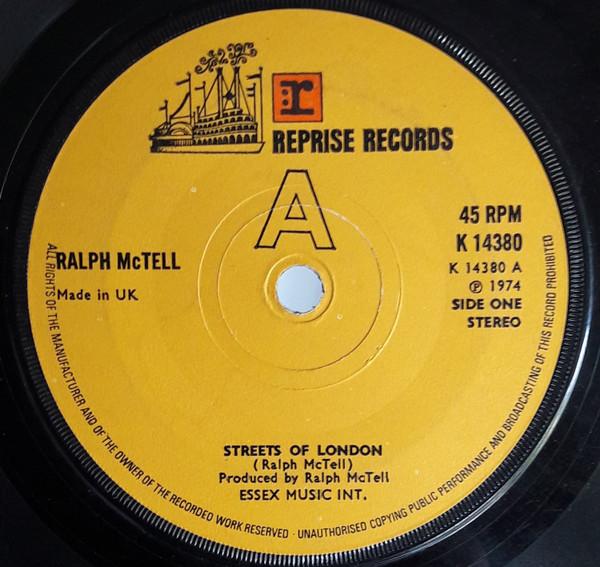 r
REPRISE RECORDS
A
45 RPM
K 14380
RALPH McTELL
K 14380 A
Made in UK
℗ 1974
SIDE ONE
STEREO
STREETS OF LONDON
(Ralph McTell)
Produced by Ralph McTell
ESSEX MUSIC INT.
ALL RIGHTS OF THE MANUFACTURER AND OF THE OWNER OF THE RECORDED WORK RESERVED · UNAUTHORISED COPYING PUBLIC PERFORMANCE AND BROADCASTING OF THIS RECORD PROHIBITED